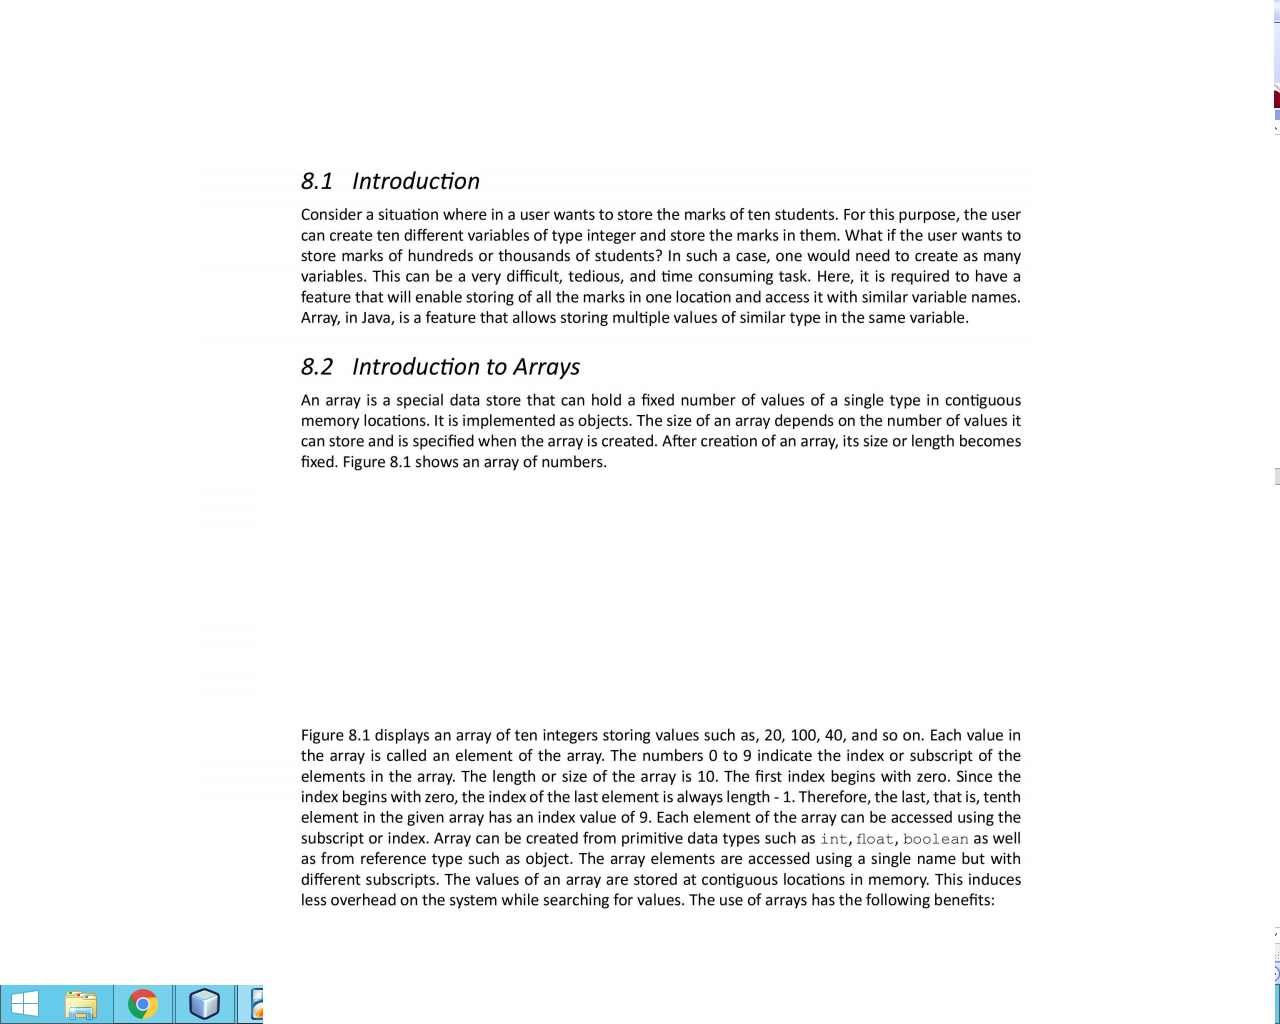 8.1 Introduction
Consider a situation where in a user wants to store the marks of ten students. For this purpose, the user
can create ten different variables of type integer and store the marks in them. What if the user wants to
store marks of hundreds or thousands of students? In such a case, one would need to create as many
variables. This can be a very difficult, tedious, and time consuming task. Here, it is required to have a
feature that will enable storing of all the marks in one location and access it with similar variable names.
Array, in Java, is a feature that allows storing multiple values of similar type in the same variable.
8.2 Introduction to Arrays
An array is a special data store that can hold a fixed number of values of a single type in contiguous
memory locations. It is implemented as objects. The size of an array depends on the number of values it
can store and is specified when the array is created. After creation of an array, its size or length becomes
fixed. Figure 8.1 shows an array of numbers.
Figure 8.1 displays an array of ten integers storing values such as, 20, 100, 40, and so on. Each value in
the array is called an element of the array. The numbers 0 to 9 indicate the index or subscript of the
elements in the array. The length or size of the array is 10. The first index begins with zero. Since the
index begins with zero, the index of the last element is always length - 1. Therefore, the last, that is, tenth
element in the given array has an index value of 9. Each element of the array can be accessed using the
subscript or index. Array can be created from primitive data types such as int, float, boolean as well
as from reference type such as object. The array elements are accessed using a single name but with
different subscripts. The values of an array are stored at contiguous locations in memory. This induces
less overhead on the system while searching for values. The use of arrays has the following benefits: